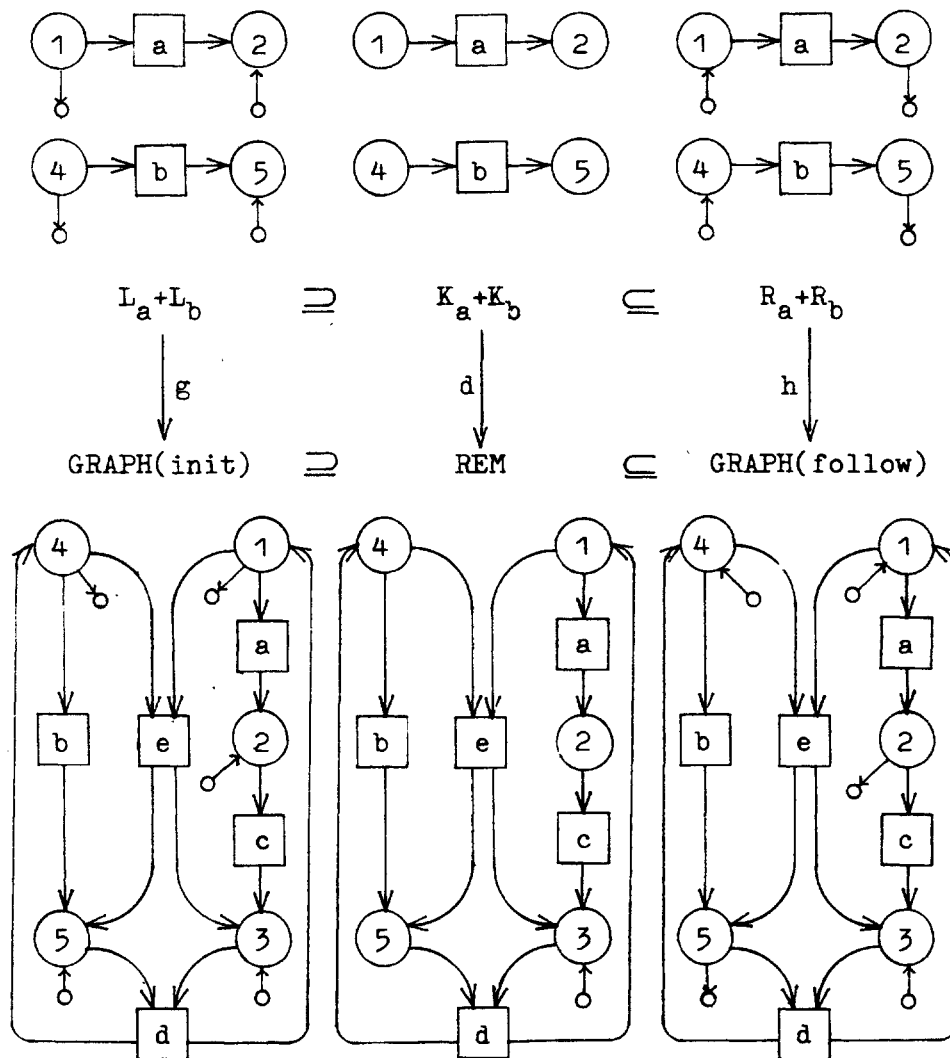 1 a 2 1 a 2 1 a 2
4 b 5 4 b 5 4 b 5
L_a+L_b ⊇ K_a+K_b ⊆ R_a+R_b
g d h
GRAPH(init) ⊇ REM ⊆ GRAPH(follow)
4 1 4 1 4 1
a a a
b e 2 b e 2 b e 2
c c c
5 3 5 3 5 3
d d d